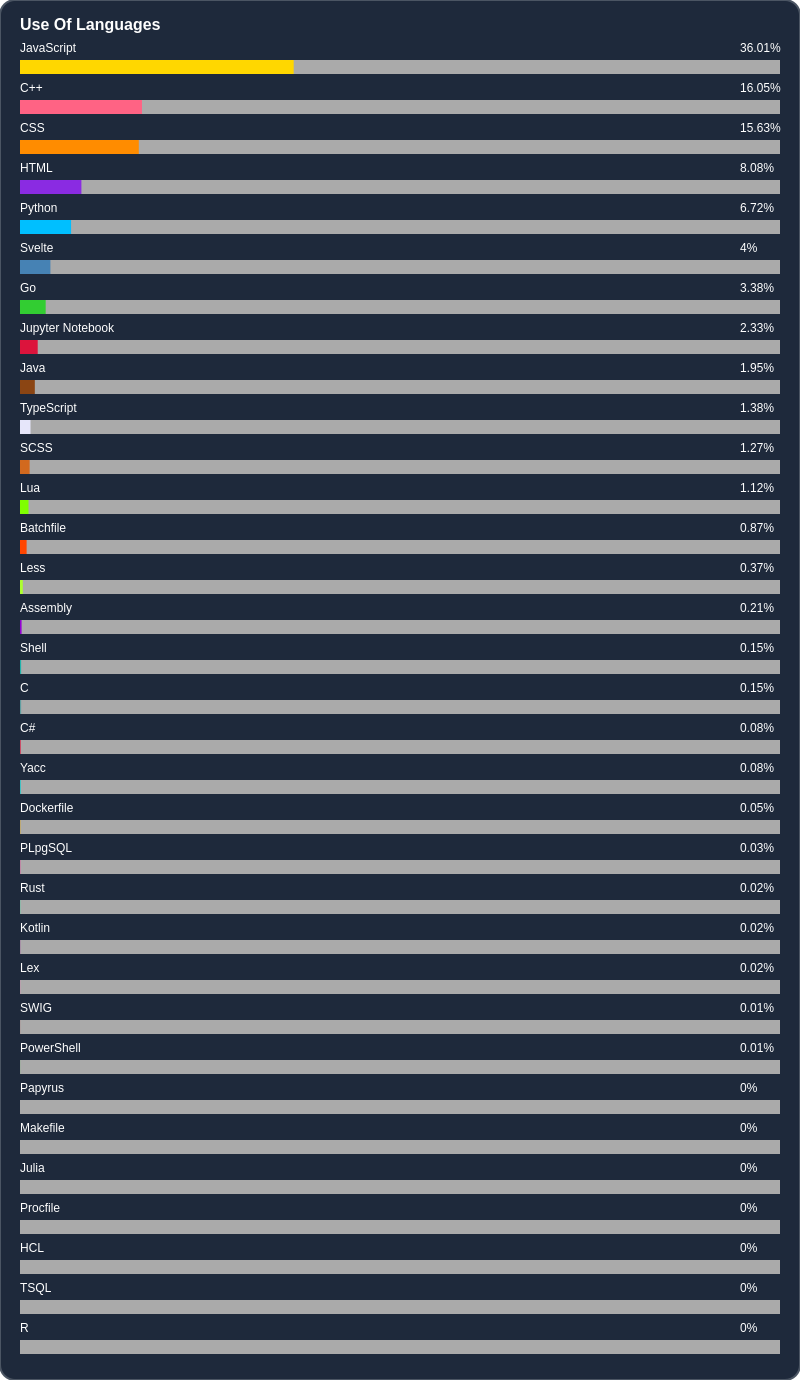 Use Of Languages
JavaScript 36.01%
C++ 16.05%
CSS 15.63%
HTML 8.08%
Python 6.72%
Svelte 4%
Go 3.38%
Jupyter Notebook 2.33%
Java 1.95%
TypeScript 1.38%
SCSS 1.27%
Lua 1.12%
Batchfile 0.87%
Less 0.37%
Assembly 0.21%
Shell 0.15%
C 0.15%
C# 0.08%
Yacc 0.08%
Dockerfile 0.05%
PLpgSQL 0.03%
Rust 0.02%
Kotlin 0.02%
Lex 0.02%
SWIG 0.01%
PowerShell 0.01%
Papyrus 0%
Makefile 0%
Julia 0%
Procfile 0%
HCL 0%
TSQL 0%
R 0%